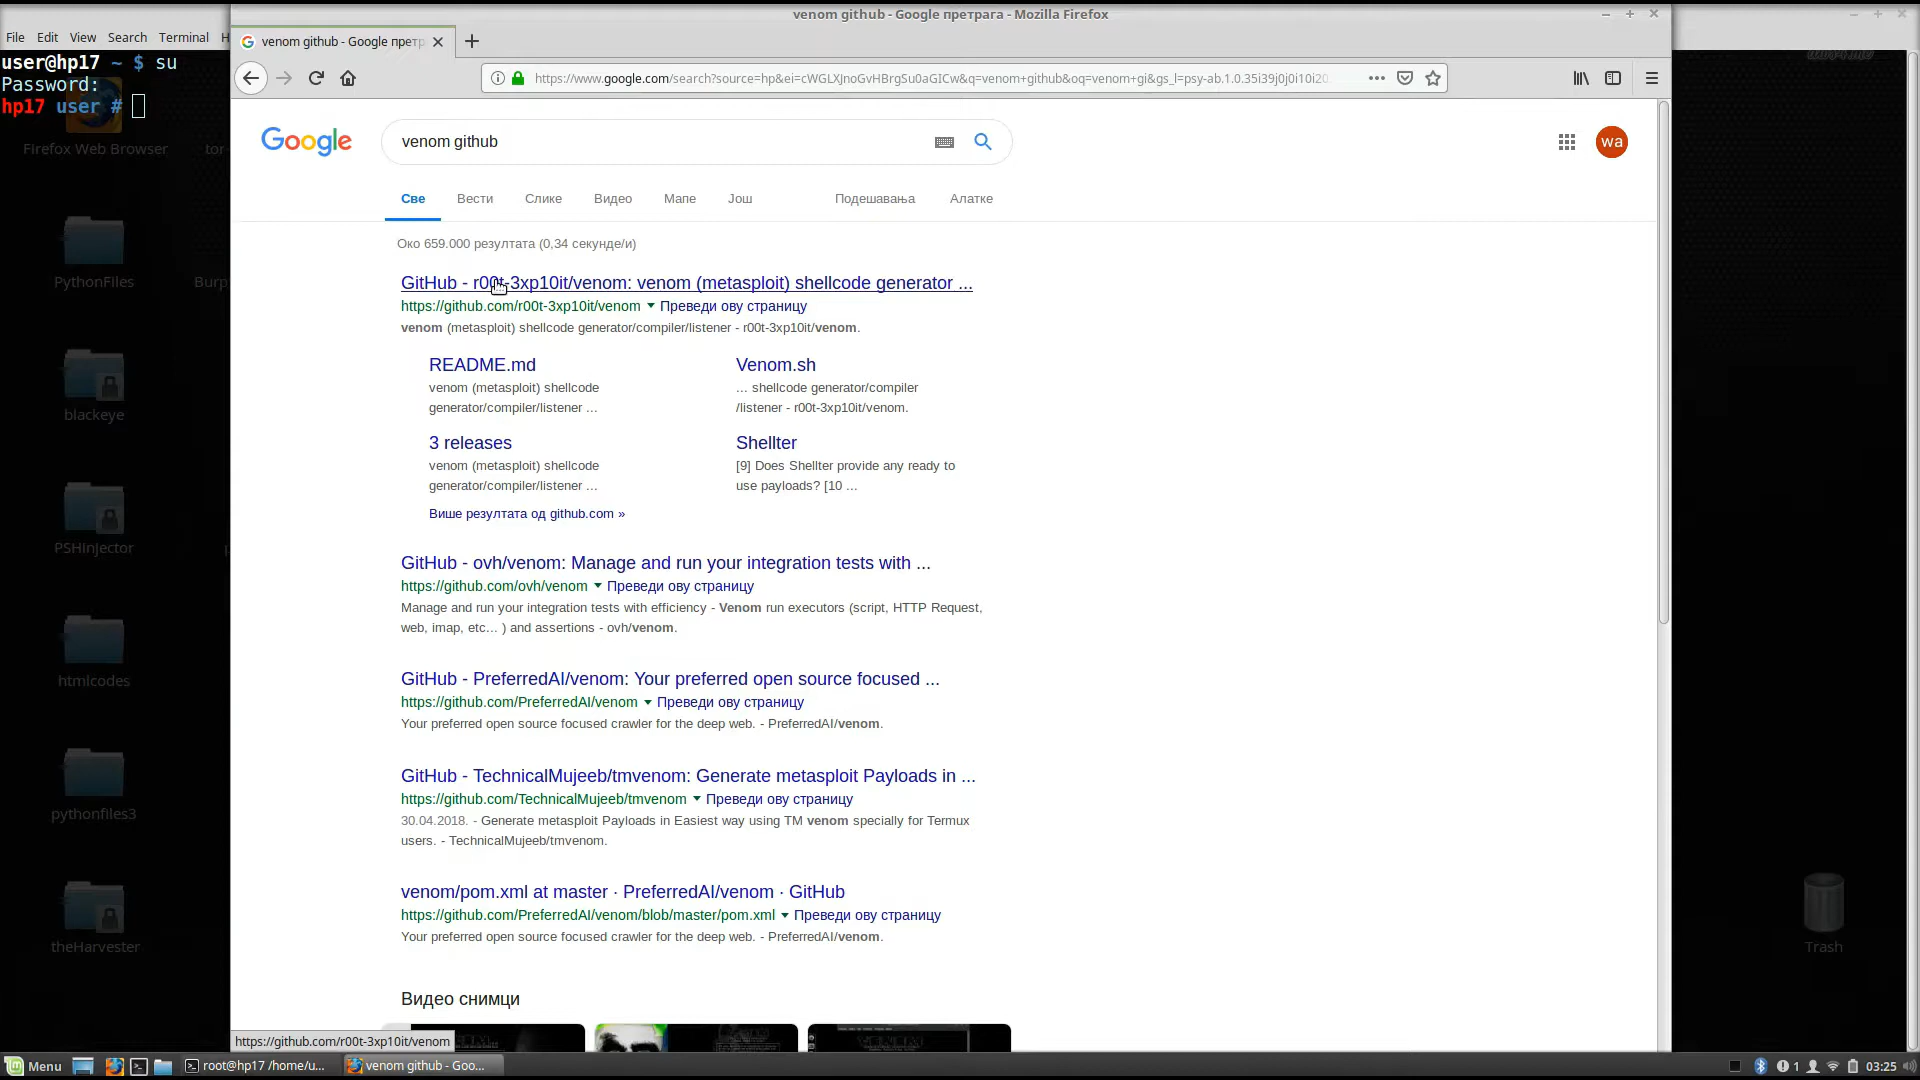 venom github - Google претрага - Mozilla Firefox
File Edit View Search Terminal H
venom github - Google претр
user@hp17 ~ $ su
Password:
hp17 user #
https://www.google.com/search?source=hp&ei=cWGLXJnoGvHBrgSu0aGICw&q=venom+github&oq=venom+gi&gs_l=psy-ab.1.0.35i39j0j0i10i20
Google
venom github
wa
Све Вести Слике Видео Мапе Још Подешавања Алатке
Око 659.000 резултата (0,34 секунде/и)
GitHub - r00t-3xp10it/venom: venom (metasploit) shellcode generator ...
https://github.com/r00t-3xp10it/venom Преведи ову страницу
venom (metasploit) shellcode generator/compiler/listener - r00t-3xp10it/venom.
README.md
venom (metasploit) shellcode
generator/compiler/listener ...
Venom.sh
... shellcode generator/compiler
/listener - r00t-3xp10it/venom.
3 releases
venom (metasploit) shellcode
generator/compiler/listener ...
Shellter
[9] Does Shellter provide any ready to
use payloads? [10 ...
Више резултата од github.com »
GitHub - ovh/venom: Manage and run your integration tests with ...
https://github.com/ovh/venom Преведи ову страницу
Manage and run your integration tests with efficiency - Venom run executors (script, HTTP Request,
web, imap, etc... ) and assertions - ovh/venom.
GitHub - PreferredAI/venom: Your preferred open source focused ...
https://github.com/PreferredAI/venom Преведи ову страницу
Your preferred open source focused crawler for the deep web. - PreferredAI/venom.
GitHub - TechnicalMujeeb/tmvenom: Generate metasploit Payloads in ...
https://github.com/TechnicalMujeeb/tmvenom Преведи ову страницу
30.04.2018. - Generate metasploit Payloads in Easiest way using TM venom specially for Termux
users. - TechnicalMujeeb/tmvenom.
venom/pom.xml at master · PreferredAI/venom · GitHub
https://github.com/PreferredAI/venom/blob/master/pom.xml Преведи ову страницу
Your preferred open source focused crawler for the deep web. - PreferredAI/venom.
Видео снимци
https://github.com/r00t-3xp10it/venom
Firefox Web Browser
tor-
PythonFiles
Burp
blackeye
PSHInjector
htmlcodes
pythonfiles3
theHarvester
Trash
Menu
root@hp17 /home/u...
venom github - Goo...
1
03:25